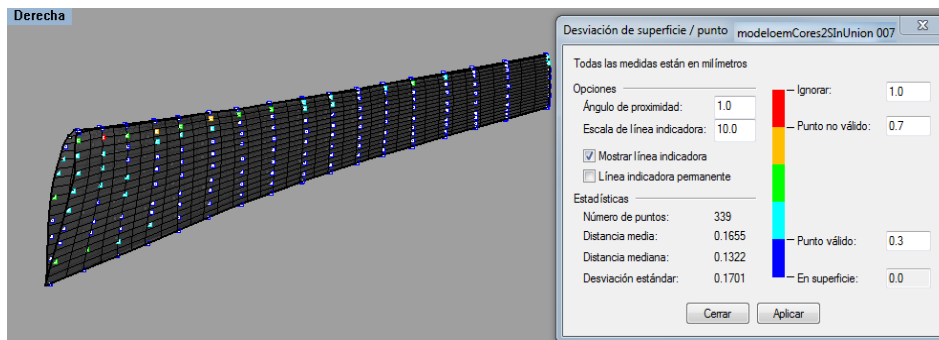 Derecha
Desviación de superficie / punto modeloemCores2SInUnion 007
Todas las medidas están en milímetros
Opciones
Ángulo de proximidad: 1.0
Escala de línea indicadora: 10.0
Mostrar línea indicadora
Línea indicadora permanente
Estadísticas
Número de puntos: 339
Distancia media: 0.1655
Distancia mediana: 0.1322
Desviación estándar: 0.1701
Ignorar: 1.0
Punto no válido: 0.7
Punto válido: 0.3
En superficie: 0.0
Cerrar Aplicar